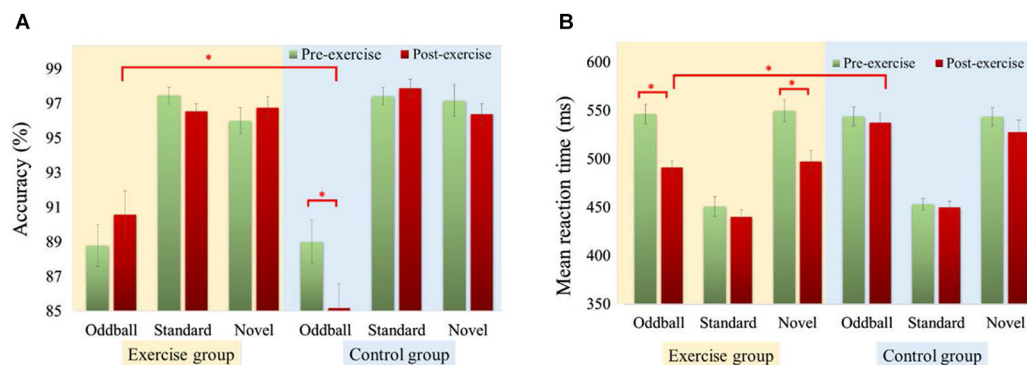 A
Accuracy (%)
99
97
95
93
91
89
87
85
Pre-exercise Post-exercise
*
*
Oddball Standard Novel Oddball Standard Novel
Exercise group Control group
B
Mean reaction time (ms)
600
550
500
450
400
350
Pre-exercise Post-exercise
*
*
*
Oddball Standard Novel Oddball Standard Novel
Exercise group Control group